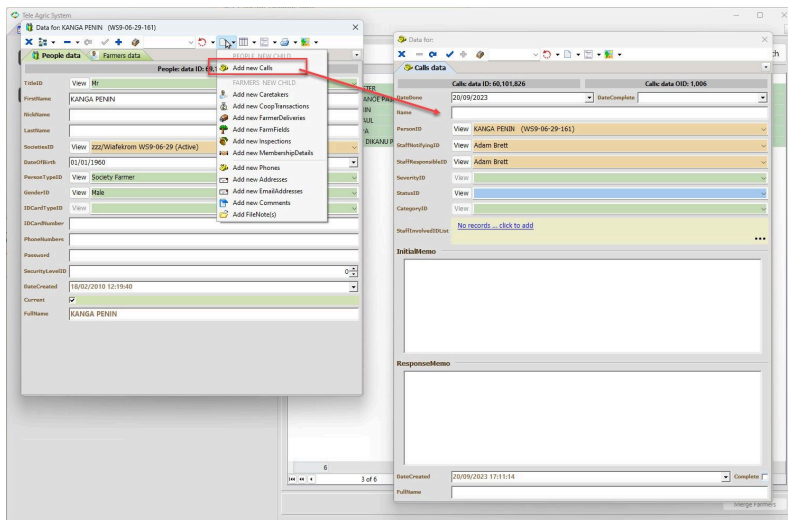 Tele Agric System
Data for: KANGA PENIN (WS9-06-29-161)
People data
Farmers data
People: data ID: 69,1
TitleID View Mr
FirstName KANGA PENIN
NickName
LastName
SocietiesID View zzz/Wiafekrom WS9-06-29 (Active)
DateOfBirth 01/01/1960
PersonTypeID View Society Farmer
GenderID View Male
IDCardTypeID View
IDCardNumber
PhoneNumbers
Password
SecurityLevelID 0
DateCreated 18/02/2010 12:19:40
Current
FullName KANGA PENIN
PEOPLE NEW CHILD
Add new Calls
FARMERS NEW CHILD
Add new Caretakers
Add new CoopTransactions
Add new FarmerDeliveries
Add new FarmFields
Add new Inspections
Add new MembershipDetails
Add new Phones
Add new Addresses
Add new EmailAddresses
Add new Comments
Add FileNote(s)
TER
ANOE PAS
IN
AUL
'A
DIKANU P
6
3 of 6
Data for:
Calls data
Calls: data ID: 60,101,826
Calls: data OID: 1,006
DateDone 20/09/2023 DateComplete
Name
PersonID View KANGA PENIN (WS9-06-29-161)
StaffNotifyingID View Adam Brett
StaffResponsibleID View Adam Brett
SeverityID View
StatusID View
CategoryID View
StaffInvolvedIDList No records ... click to add
InitialMemo
ResponseMemo
DateCreated 20/09/2023 17:11:14 Complete
FullName
th
Merge Farmers